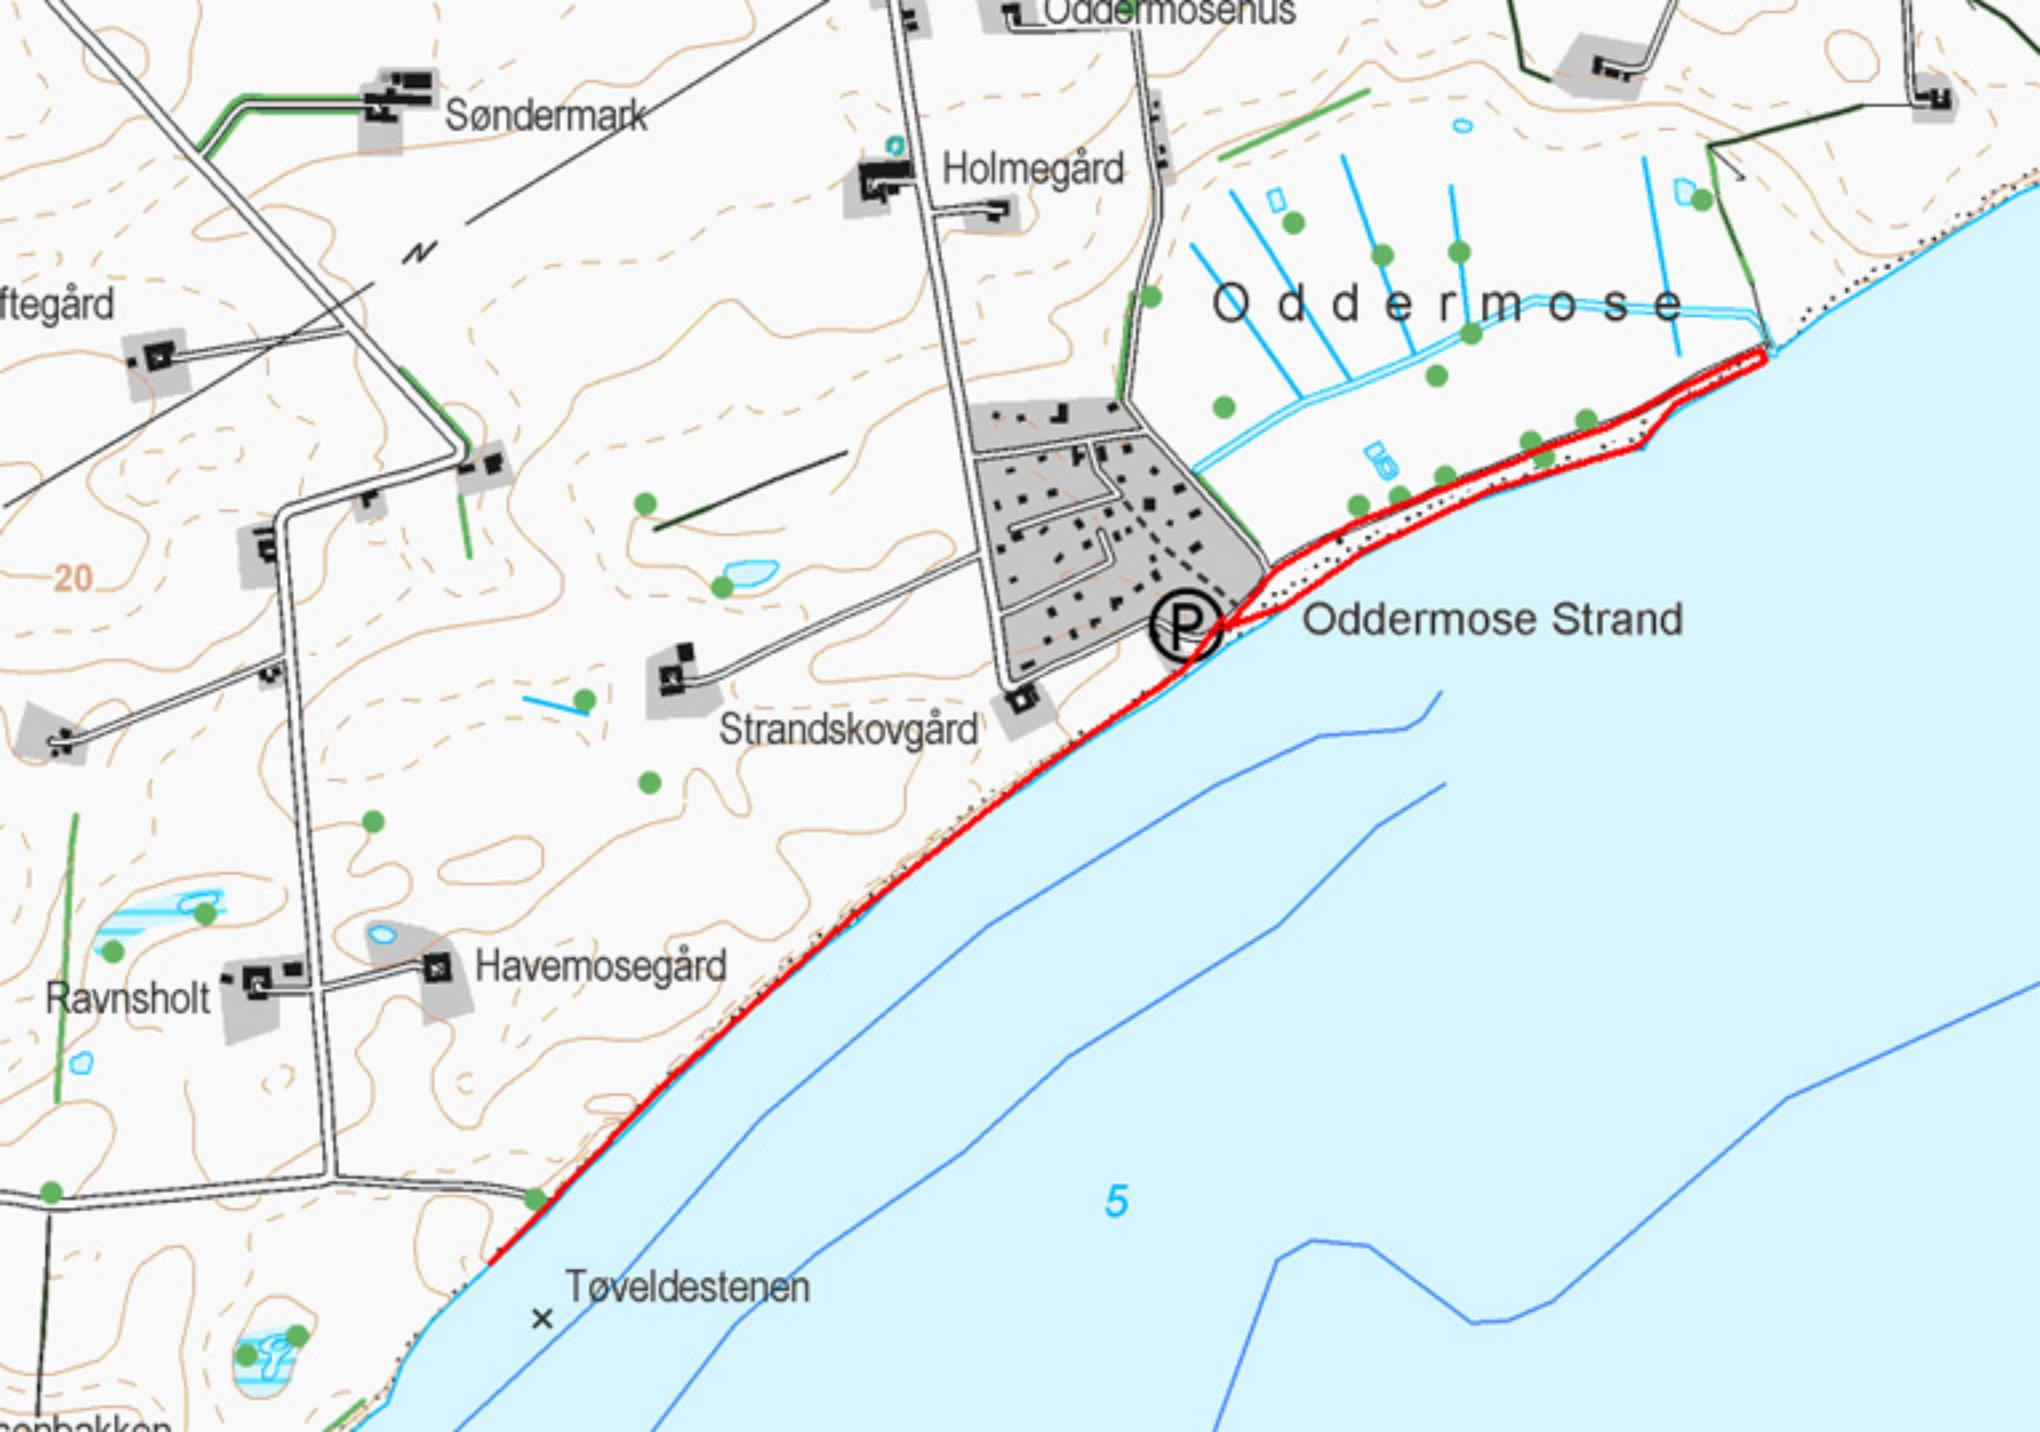 Oddermosehus
Søndermark
Holmegård
ftegård
Oddermose
20
P
Oddermose Strand
Strandskovgård
Havemosegård
Ravnsholt
5
Tøveldestenen